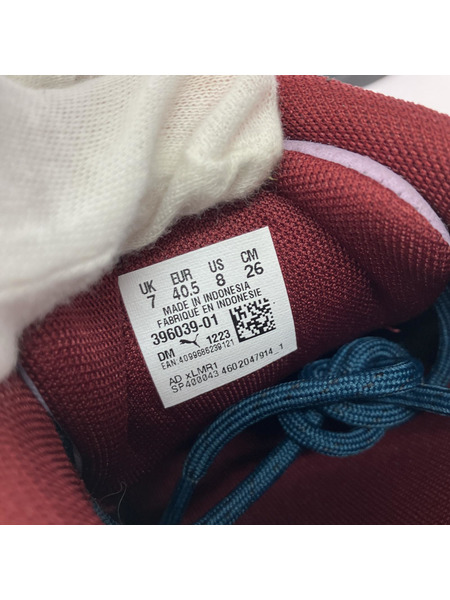 UK EUR US CM
7 40.5 8 26
MADE IN INDONESIA
FABRIQUE EN INDONESIE
396039-01
DM 1223
EAN:4099686239121
AD xLMR1
SP400043 4602047914_1